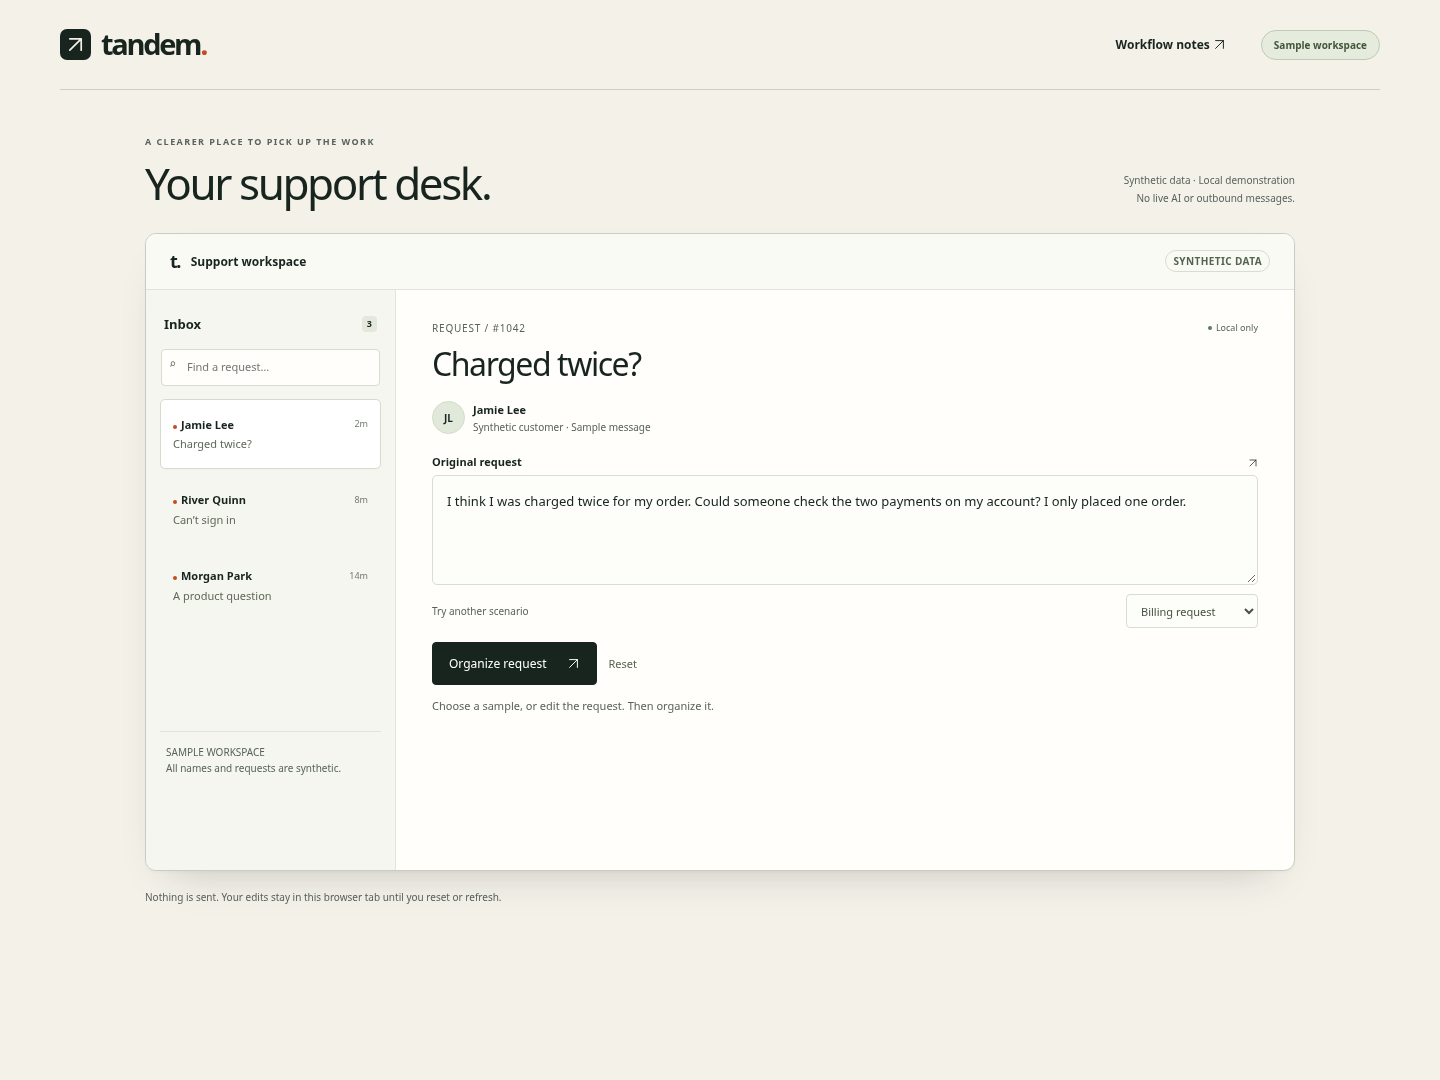 tandem.
Workflow notes
Sample workspace
A CLEARER PLACE TO PICK UP THE WORK
Your support desk.
Synthetic data · Local demonstration
No live AI or outbound messages.
t. Support workspace
SYNTHETIC DATA
Inbox
3
Find a request…
Jamie Lee
2m
Charged twice?
River Quinn
8m
Can’t sign in
Morgan Park
14m
A product question
SAMPLE WORKSPACE
All names and requests are synthetic.
REQUEST / #1042
Local only
Charged twice?
JL
Jamie Lee
Synthetic customer · Sample message
Original request
I think I was charged twice for my order. Could someone check the two payments on my account? I only placed one order.
Try another scenario
Billing request
Organize request
Reset
Choose a sample, or edit the request. Then organize it.
Nothing is sent. Your edits stay in this browser tab until you reset or refresh.